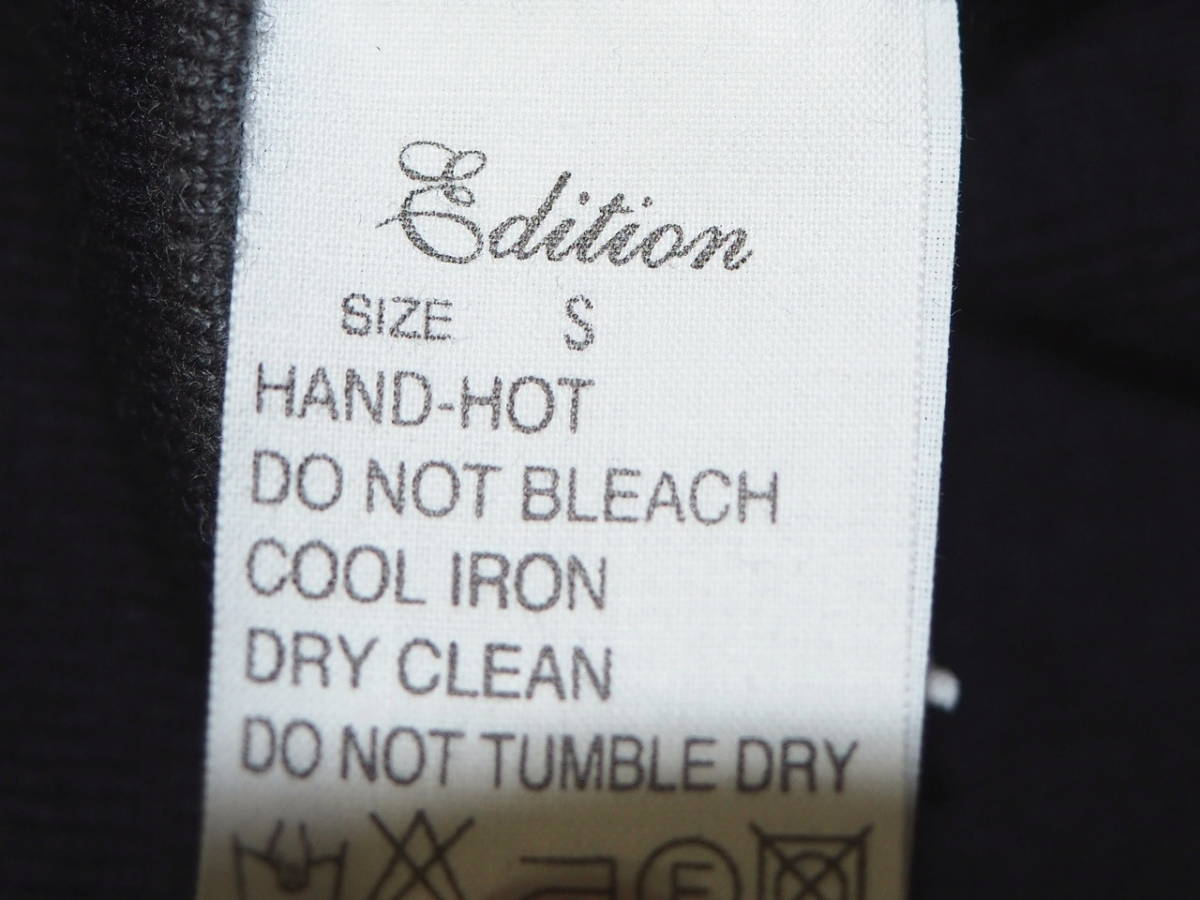 Edition
SIZE S
HAND-HOT
DO NOT BLEACH
COOL IRON
DRY CLEAN
DO NOT TUMBLE DRY
F